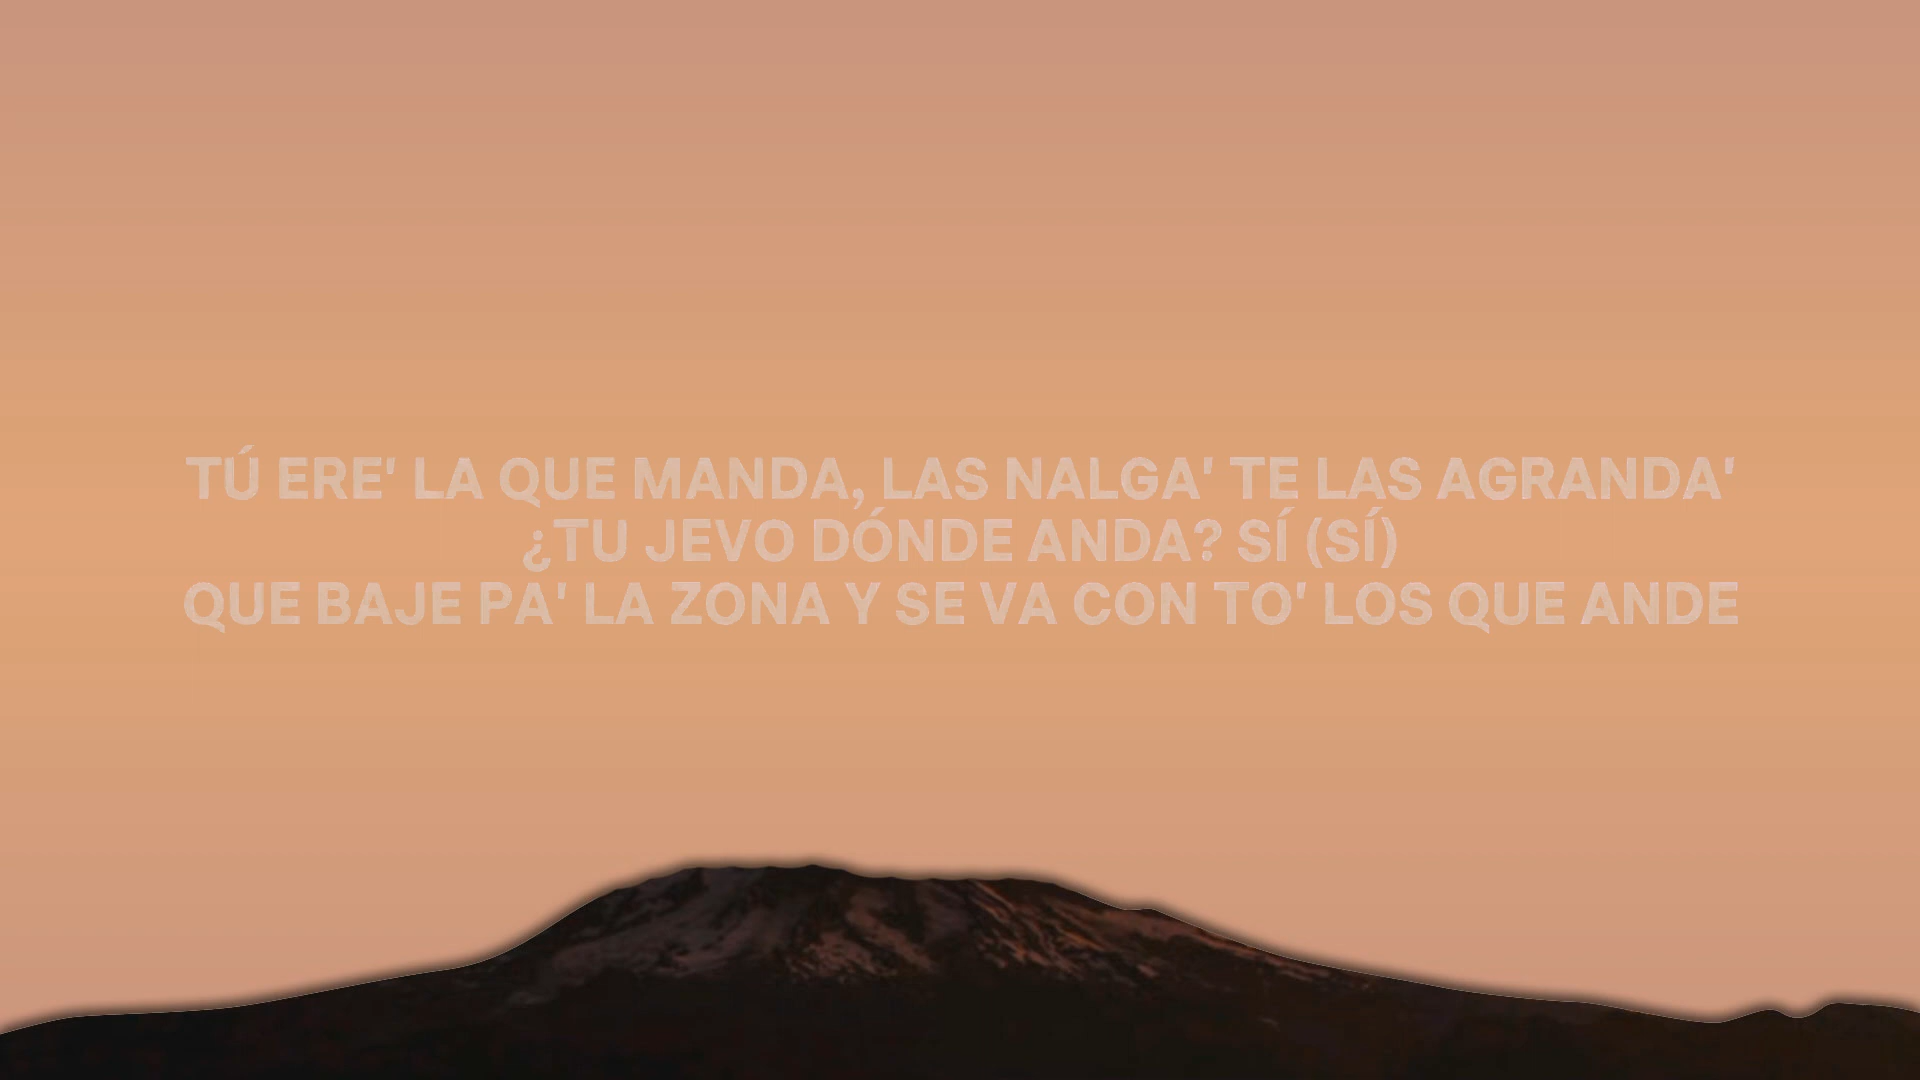 TÚ ERE' LA QUE MANDA, LAS NALGA' TE LAS AGRANDA'
¿TU JEVO DÓNDE ANDA? SÍ (SÍ)
QUE BAJE PA' LA ZONA Y SE VA CON TO' LOS QUE ANDE